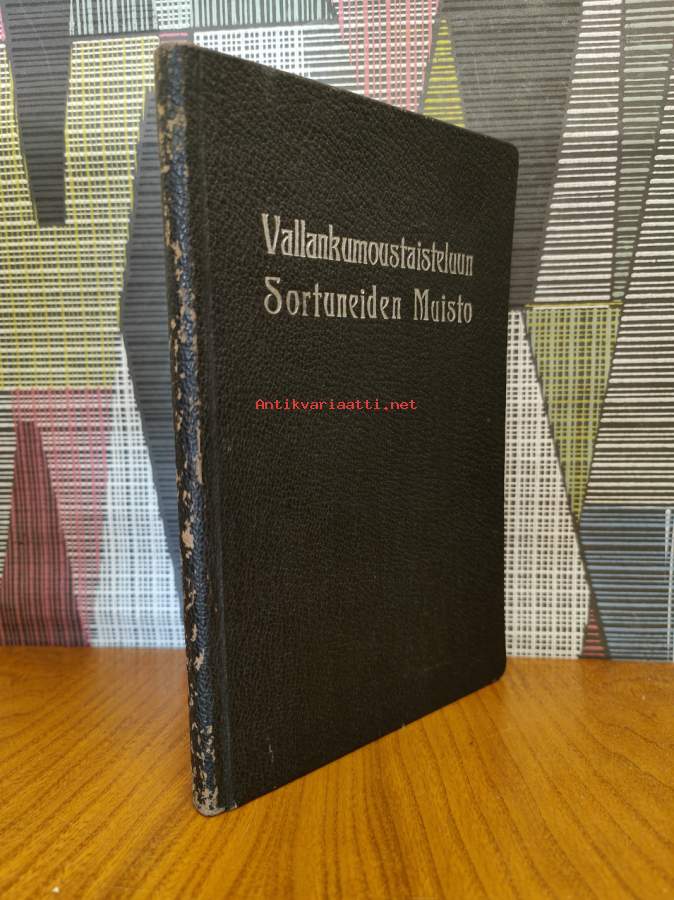 Vallankumoustaisteluun
Sortuneiden Muisto
Antikvariaatti.net